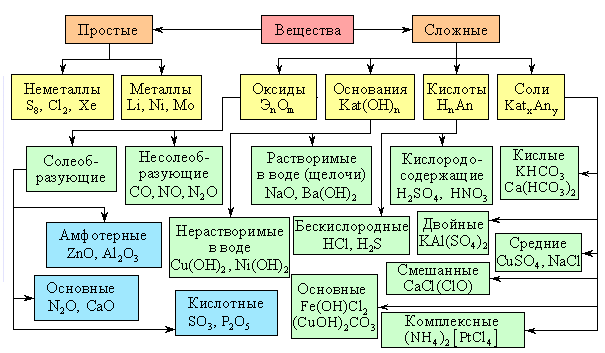 Простые
Вещества
Сложные
Неметаллы
S₈, Cl₂, Xe
Металлы
Li, Ni, Mo
Оксиды
ЭₙOₘ
Основания
Kat(OH)ₙ
Кислоты
HₙAn
Соли
KatₓAnᵧ
Солеоб-
разующие
Несолеоб-
разующие
CO, NO, N₂O
Растворимые
в воде (щелочи)
NaO, Ba(OH)₂
Кислородо-
содержащие
H₂SO₄, HNO₃
Кислые
KHCO₃
Ca(HCO₃)₂
Амфотерные
ZnO, Al₂O₃
Нерастворимые
в воде
Cu(OH)₂, Ni(OH)₂
Бескислородные
HCl, H₂S
Двойные
KAl(SO₄)₂
Средние
CuSO₄, NaCl
Смешанные
CaCl(ClO)
Основные
N₂O, CaO
Кислотные
SO₃, P₂O₅
Основные
Fe(OH)Cl₂
(CuOH)₂CO₃
Комплексные
(NH₄)₂[PtCl₄]